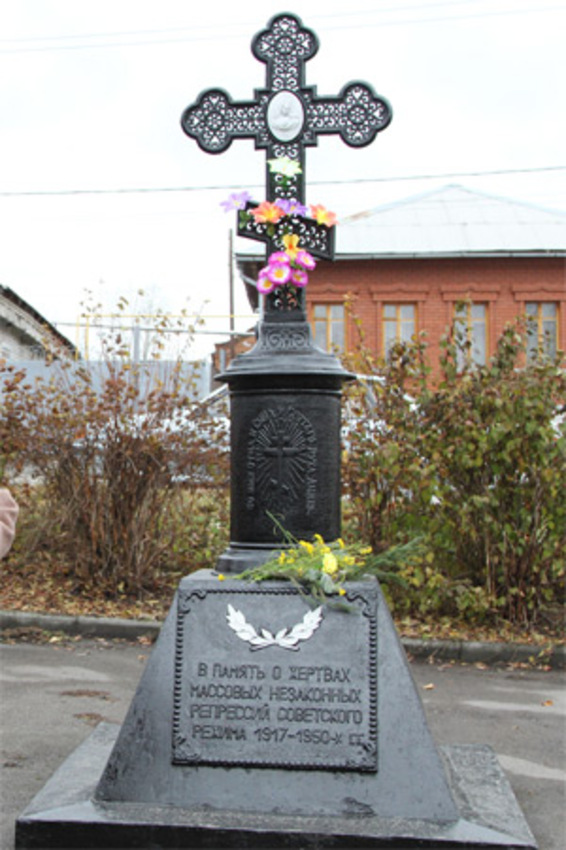 В ПАМЯТЬ О ЖЕРТВАХ
МАССОВЫХ НЕЗАКОННЫХ
РЕПРЕССИЙ СОВЕТСКОГО
РЕЖИМА 1917-1950-Х ГГ.